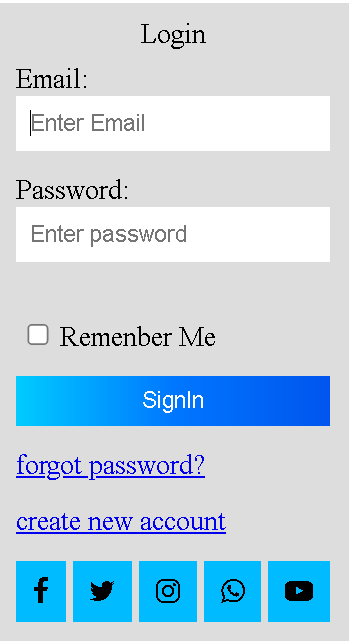 Login
Email:
Enter Email
Password:
Enter password
Remenber Me
SignIn
forgot password?
create new account